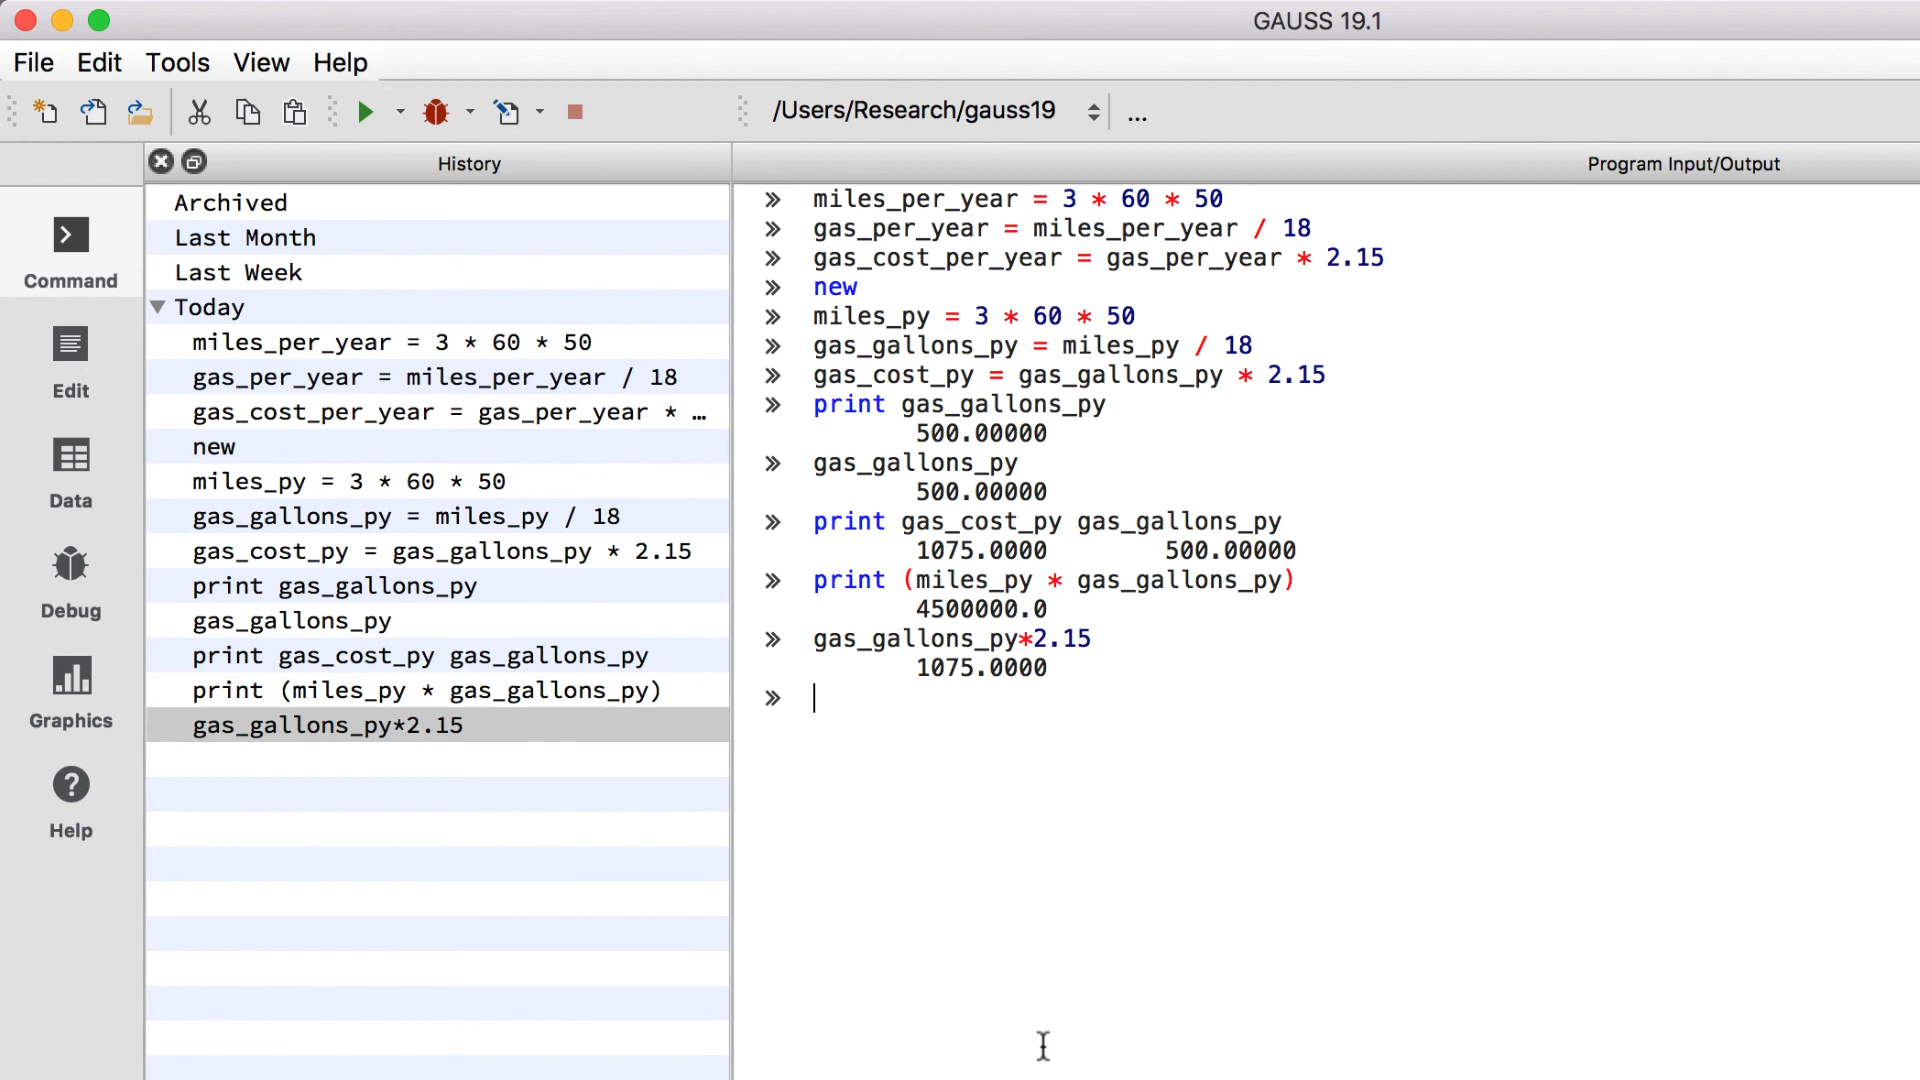 GAUSS 19.1
File Edit Tools View Help
/Users/Research/gauss19 ...
History
Program Input/Output
Command
Edit
Data
Debug
Graphics
Help
Archived
Last Month
Last Week
Today
miles_per_year = 3 * 60 * 50
gas_per_year = miles_per_year / 18
gas_cost_per_year = gas_per_year * …
new
miles_py = 3 * 60 * 50
gas_gallons_py = miles_py / 18
gas_cost_py = gas_gallons_py * 2.15
print gas_gallons_py
gas_gallons_py
print gas_cost_py gas_gallons_py
print (miles_py * gas_gallons_py)
gas_gallons_py*2.15
» miles_per_year = 3 * 60 * 50
» gas_per_year = miles_per_year / 18
» gas_cost_per_year = gas_per_year * 2.15
» new
» miles_py = 3 * 60 * 50
» gas_gallons_py = miles_py / 18
» gas_cost_py = gas_gallons_py * 2.15
» print gas_gallons_py
500.00000
» gas_gallons_py
500.00000
» print gas_cost_py gas_gallons_py
1075.0000 500.00000
» print (miles_py * gas_gallons_py)
4500000.0
» gas_gallons_py*2.15
1075.0000
»